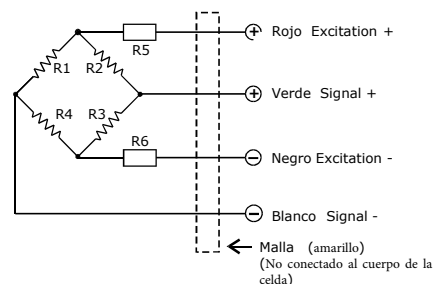 R5
Rojo Excitation +
R1
R2
Verde Signal +
R4
R3
R6
Negro Excitation -
Blanco Signal -
Malla (amarillo)
(No conectado al cuerpo de la
celda)